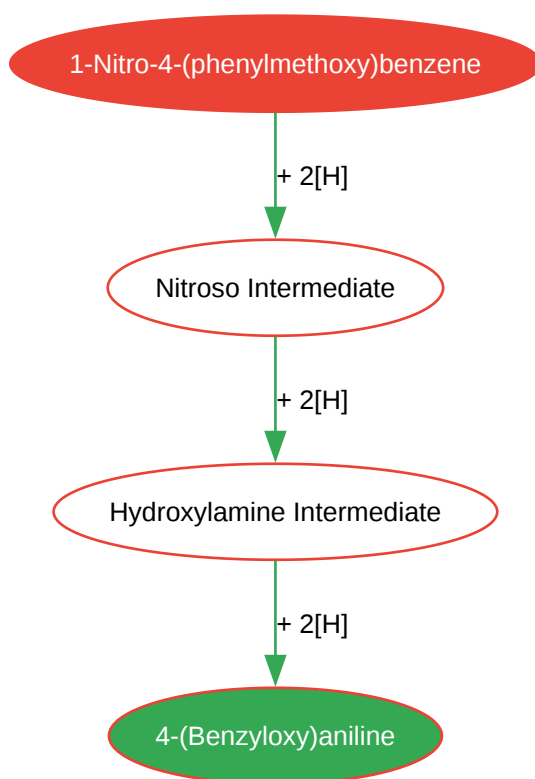 1-Nitro-4-(phenylmethoxy)benzene
+ 2[H]
Nitroso Intermediate
+ 2[H]
Hydroxylamine Intermediate
+ 2[H]
4-(Benzyloxy)aniline